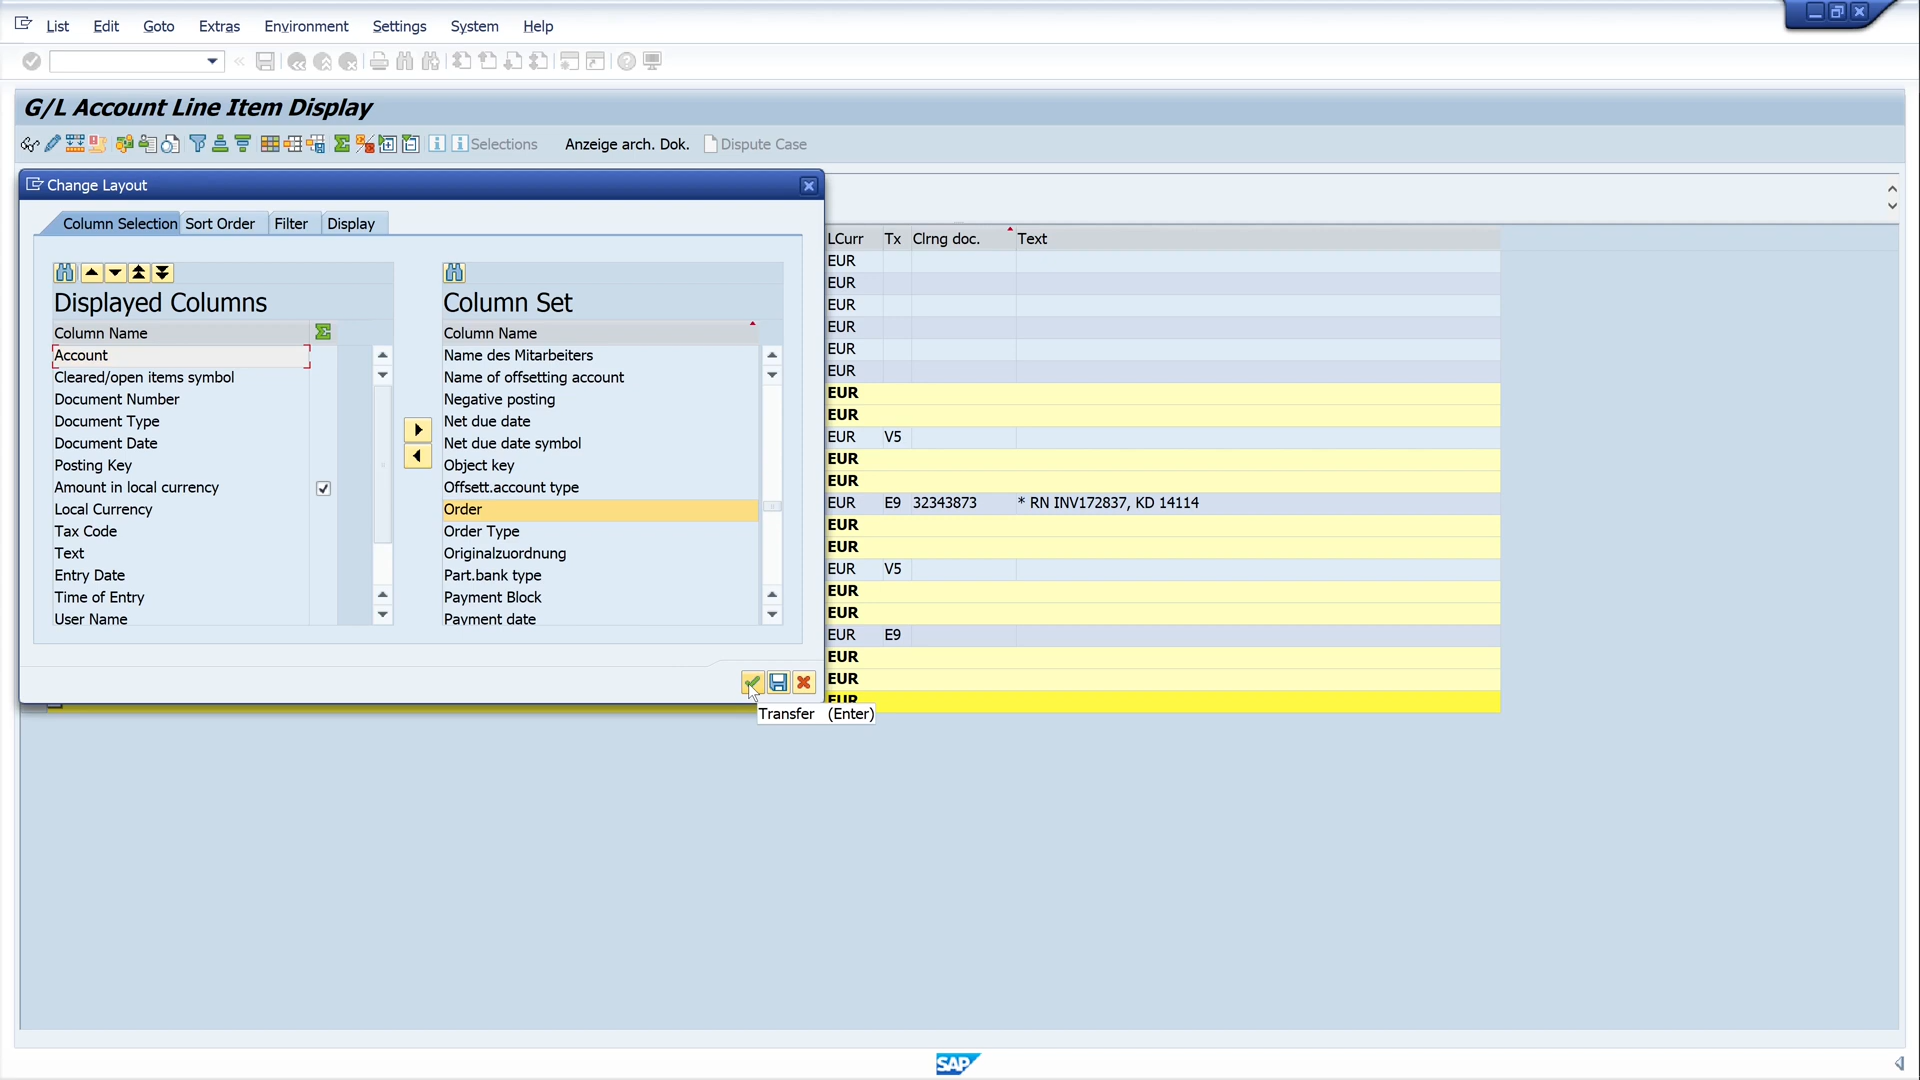 List Edit Goto Extras Environment Settings System Help
G/L Account Line Item Display
Selections Anzeige arch. Dok. Dispute Case
Change Layout
Column Selection Sort Order Filter Display
Displayed Columns
Column Name
Account
Cleared/open items symbol
Document Number
Document Type
Document Date
Posting Key
Amount in local currency
Local Currency
Tax Code
Text
Entry Date
Time of Entry
User Name
Column Set
Column Name
Name des Mitarbeiters
Name of offsetting account
Negative posting
Net due date
Net due date symbol
Object key
Offsett.account type
Order
Order Type
Originalzuordnung
Part.bank type
Payment Block
Payment date
Transfer (Enter)
LCurr Tx Clrng doc. Text
EUR
EUR
EUR
EUR
EUR
EUR
EUR
EUR
EUR V5
EUR
EUR
EUR E9 32343873 * RN INV172837, KD 14114
EUR
EUR
EUR V5
EUR
EUR
EUR E9
EUR
EUR
EUR
SAP